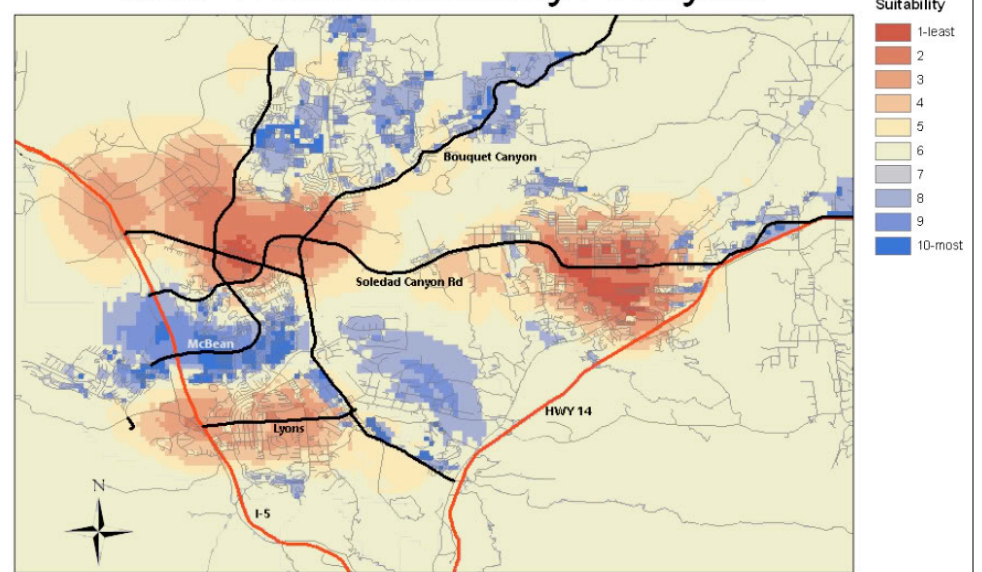 Suitability
1-least
2
3
4
5
6
7
8
9
10-most
Bouquet Canyon
Soledad Canyon Rd
McBean
HWY 14
Lyons
N
I-5